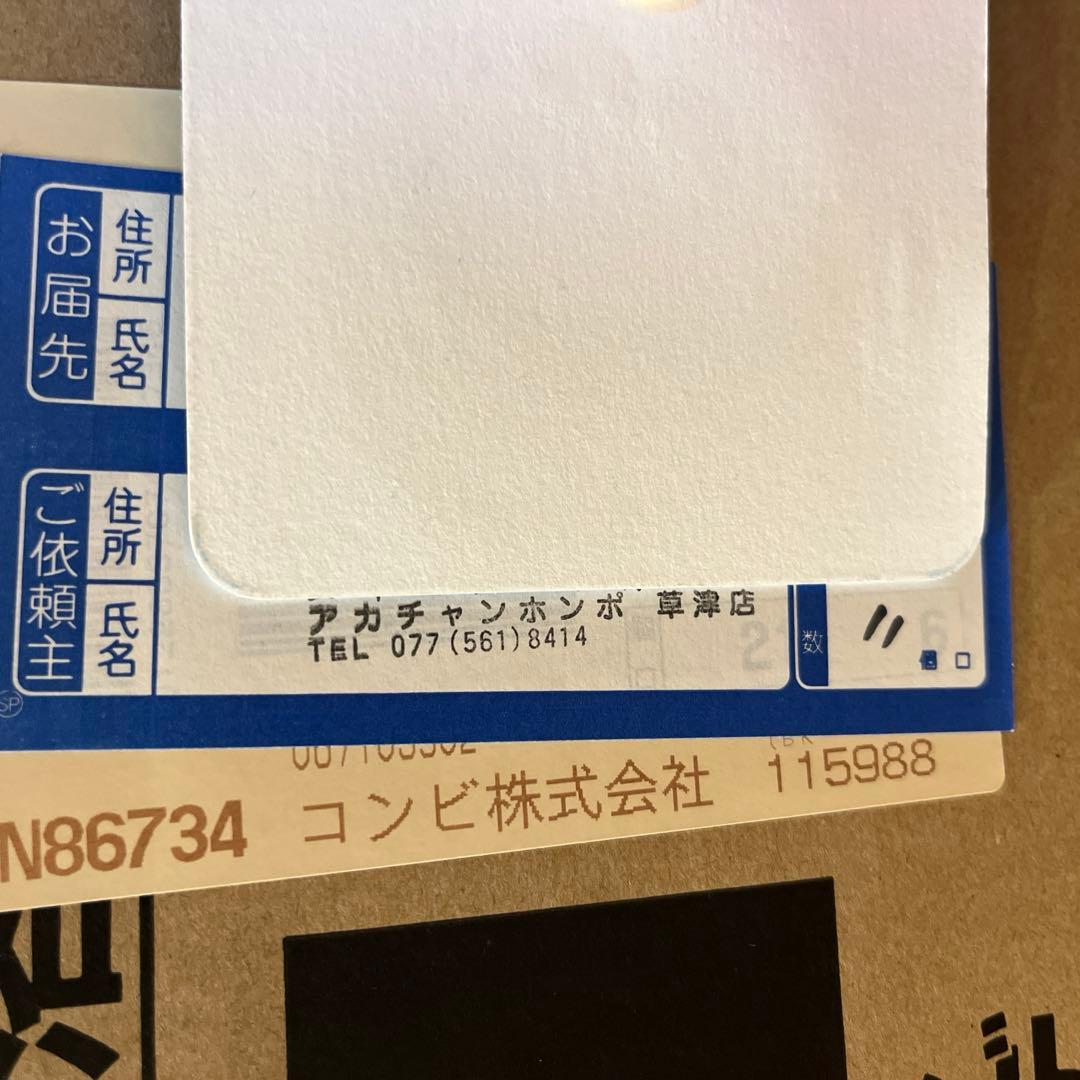 お届先
住所
氏名
ご依頼主
住所
氏名
アカチャンホンポ 草津店
TEL 077(561)8414
数
〃
個口
SP
N86734 コンビ株式会社 115988